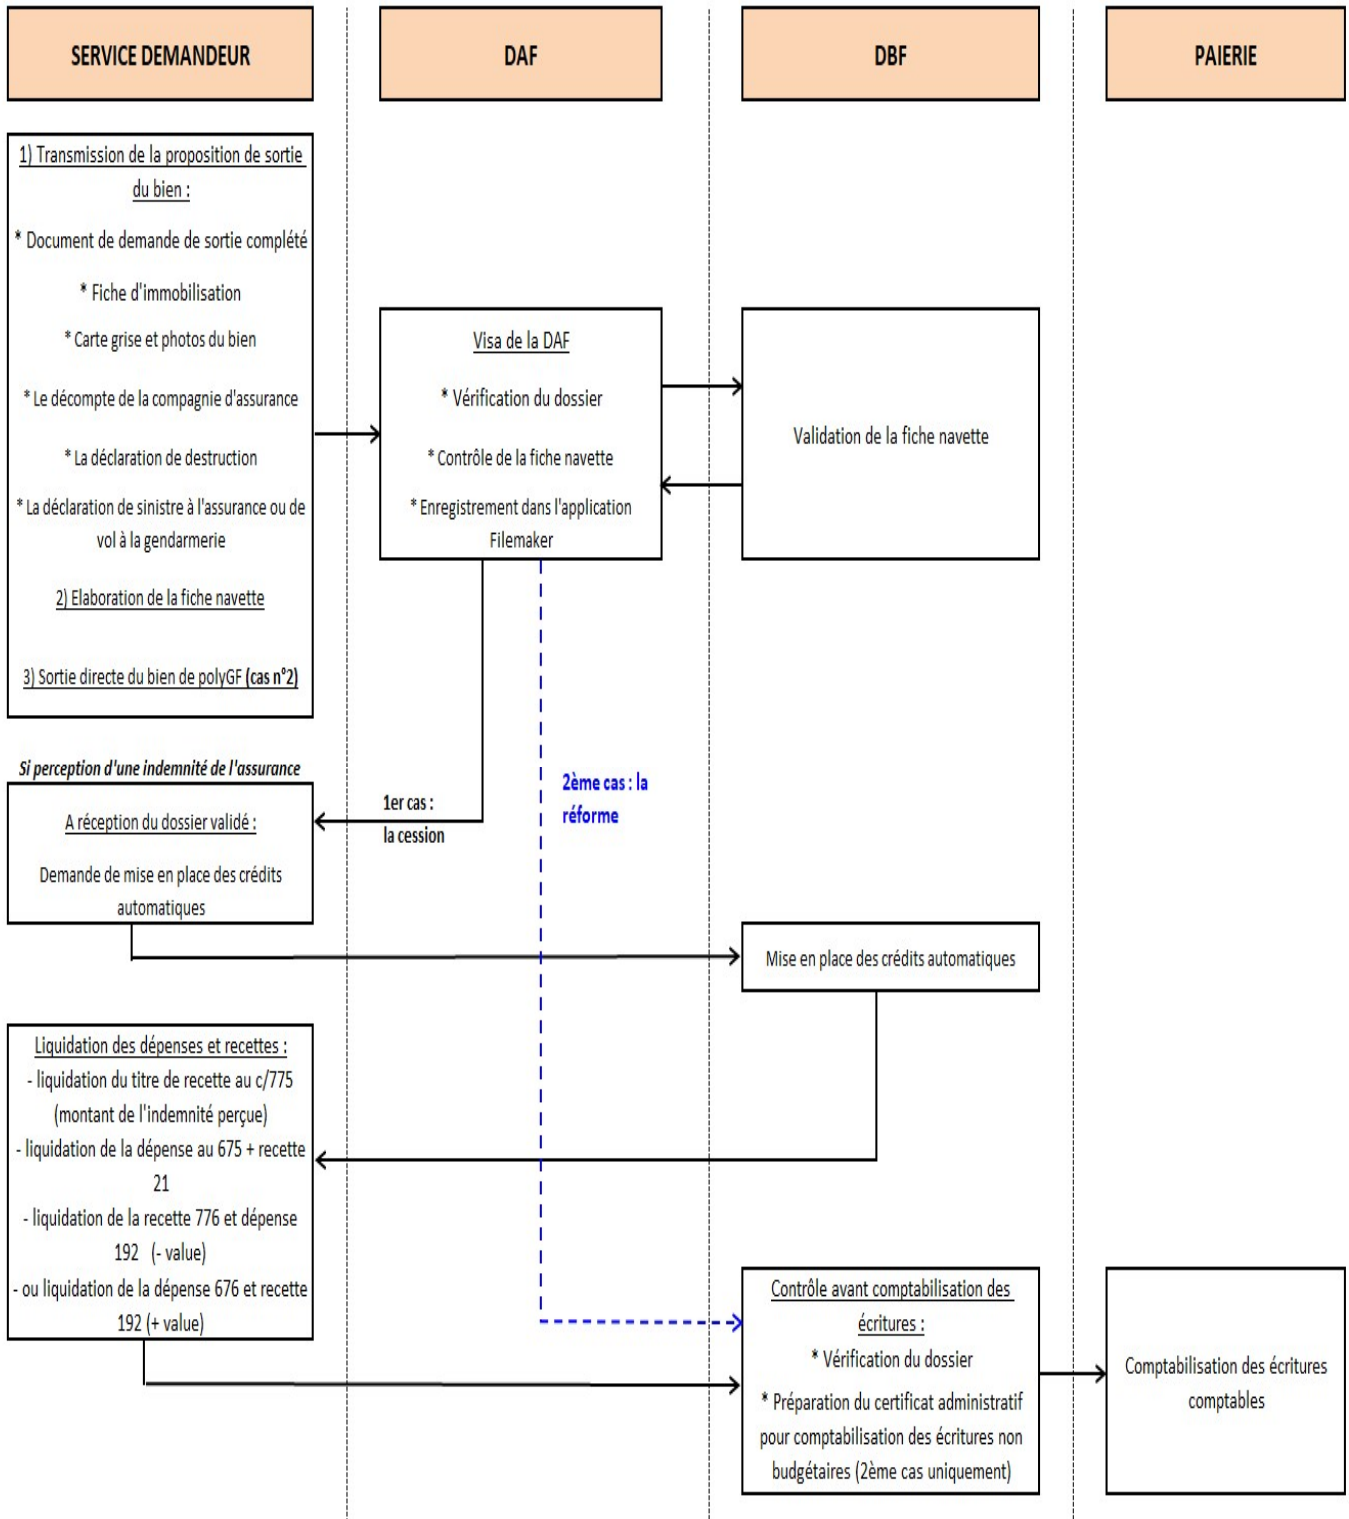 SERVICE DEMANDEUR
DAF
DBF
PAIERIE
1) Transmission de la proposition de sortie
du bien :
* Document de demande de sortie complété
* Fiche d'immobilisation
* Carte grise et photos du bien
* Le décompte de la compagnie d'assurance
* La déclaration de destruction
* La déclaration de sinistre à l'assurance ou de
vol à la gendarmerie
2) Elaboration de la fiche navette
3) Sortie directe du bien de polyGF (cas n°2)
Visa de la DAF
* Vérification du dossier
* Contrôle de la fiche navette
* Enregistrement dans l'application
Filemaker
Validation de la fiche navette
Si perception d'une indemnité de l'assurance
A réception du dossier validé :
Demande de mise en place des crédits
automatiques
1er cas :
la cession
2ème cas : la
réforme
Mise en place des crédits automatiques
Liquidation des dépenses et recettes :
- liquidation du titre de recette au c/775
(montant de l'indemnité perçue)
- liquidation de la dépense au 675 + recette
21
- liquidation de la recette 776 et dépense
192 (- value)
- ou liquidation de la dépense 676 et recette
192 (+ value)
Contrôle avant comptabilisation des
écritures :
* Vérification du dossier
* Préparation du certificat administratif
pour comptabilisation des écritures non
budgétaires (2ème cas uniquement)
Comptabilisation des écritures
comptables